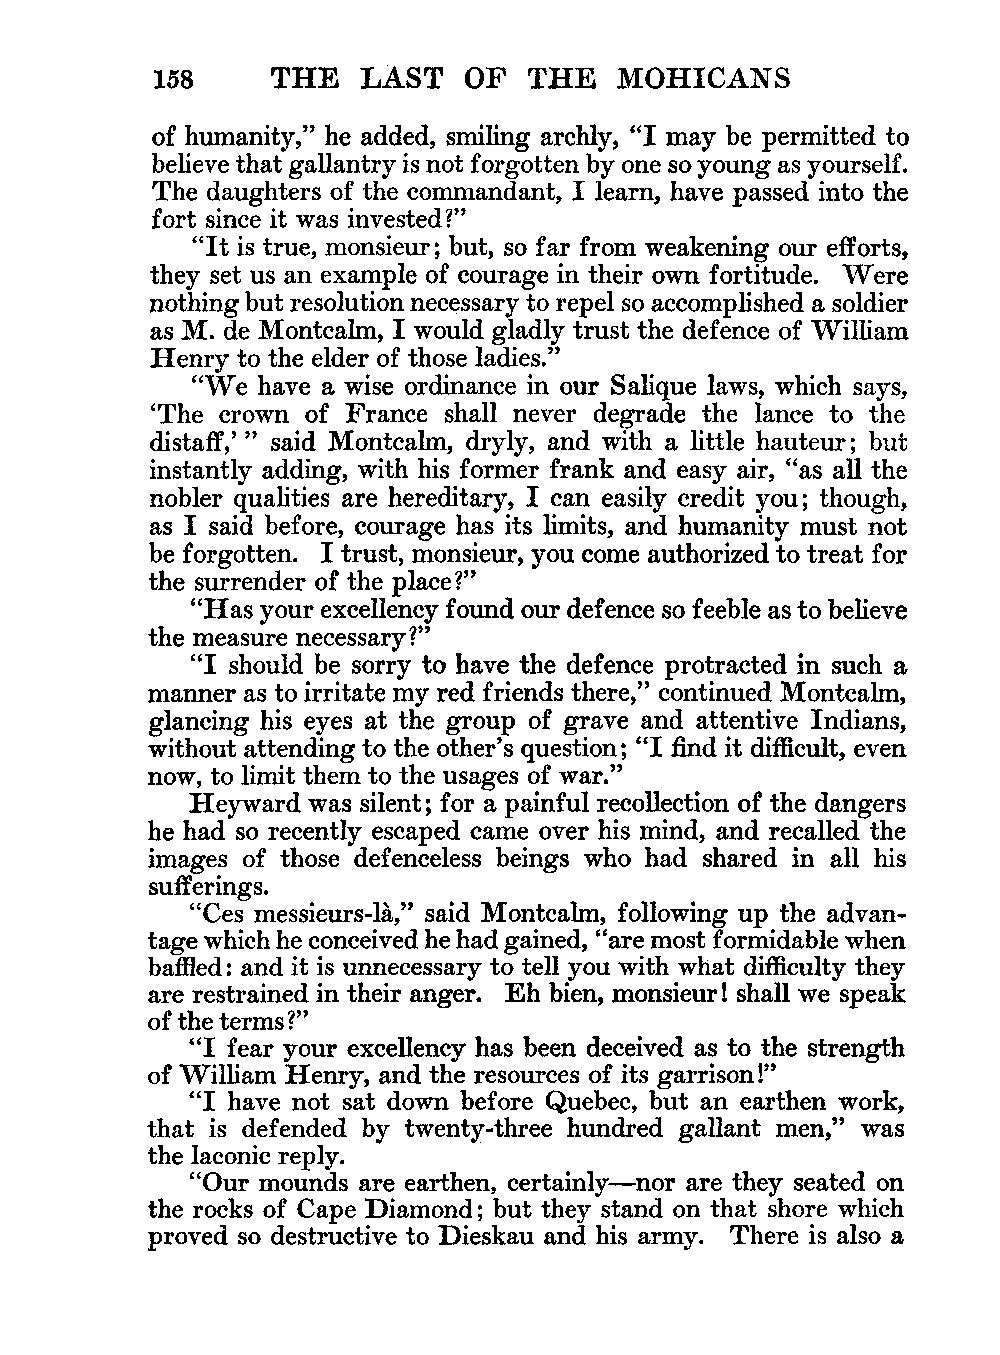 158 THE LAST OF THE MOHICANS
of humanity,” he added, smiling archly, “I may be permitted to
believe that gallantry is not forgotten by one so young as yourself.
The daughters of the commandant, I learn, have passed into the
fort since it was invested?”
“It is true, monsieur; but, so far from weakening our efforts,
they set us an example of courage in their own fortitude. Were
nothing but resolution necessary to repel so accomplished a soldier
as M. de Montcalm, I would gladly trust the defence of William
Henry to the elder of those ladies.”
“We have a wise ordinance in our Salique laws, which says,
‘The crown of France shall never degrade the lance to the
distaff,’ ” said Montcalm, dryly, and with a little hauteur; but
instantly adding, with his former frank and easy air, “as all the
nobler qualities are hereditary, I can easily credit you; though,
as I said before, courage has its limits, and humanity must not
be forgotten. I trust, monsieur, you come authorized to treat for
the surrender of the place?”
“Has your excellency found our defence so feeble as to believe
the measure necessary?”
“I should be sorry to have the defence protracted in such a
manner as to irritate my red friends there,” continued Montcalm,
glancing his eyes at the group of grave and attentive Indians,
without attending to the other’s question; “I find it difficult, even
now, to limit them to the usages of war.”
Heyward was silent; for a painful recollection of the dangers
he had so recently escaped came over his mind, and recalled the
images of those defenceless beings who had shared in all his
sufferings.
“Ces messieurs-là,” said Montcalm, following up the advan-
tage which he conceived he had gained, “are most formidable when
baffled: and it is unnecessary to tell you with what difficulty they
are restrained in their anger. Eh bien, monsieur! shall we speak
of the terms?”
“I fear your excellency has been deceived as to the strength
of William Henry, and the resources of its garrison!”
“I have not sat down before Quebec, but an earthen work,
that is defended by twenty-three hundred gallant men,” was
the laconic reply.
“Our mounds are earthen, certainly—nor are they seated on
the rocks of Cape Diamond; but they stand on that shore which
proved so destructive to Dieskau and his army. There is also a